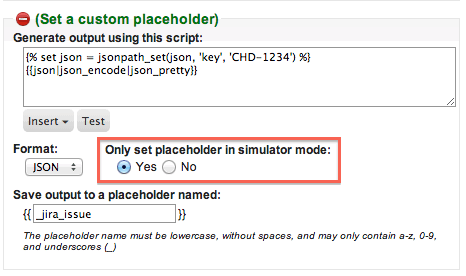 (Set a custom placeholder)
Generate output using this script:
{% set json = jsonpath_set(json, 'key', 'CHD-1234') %}
{{json|json_encode|json_pretty}}
Insert Test
Format: Only set placeholder in simulator mode:
JSON Yes No
Save output to a placeholder named:
{{ _jira_issue }}
The placeholder name must be lowercase, without spaces, and may only contain a-z, 0-9,
and underscores (_)